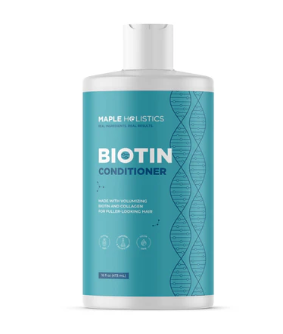 MAPLE HOLISTICS
BIOTIN
CONDITIONER
MADE WITH VOLUMIZING
BIOTIN AND COLLAGEN
FOR FULLER-LOOKING HAIR